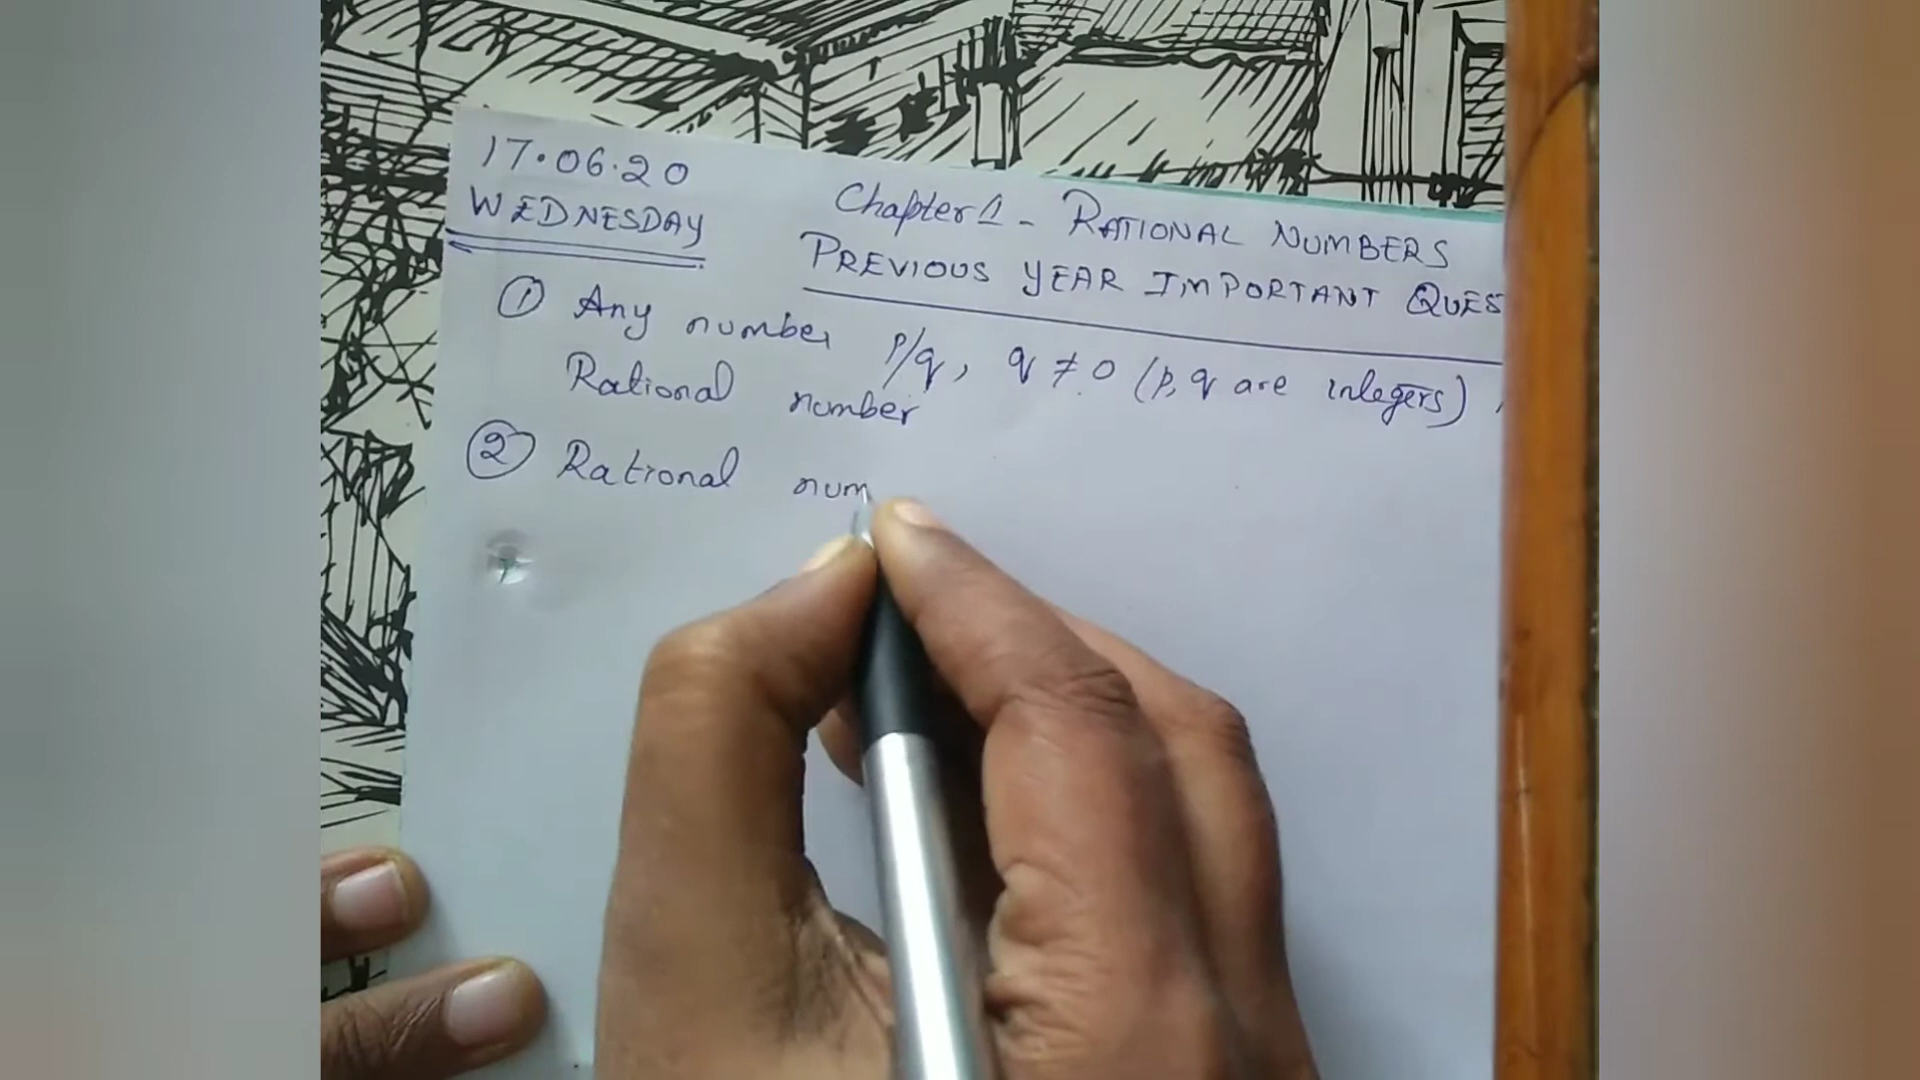 17.06.20
WEDNESDAY
Chapter 1 - RATIONAL NUMBERS
PREVIOUS YEAR IMPORTANT QUES
① Any number p/q, q ≠ 0 (p, q are integers)
Rational number
② Rational num